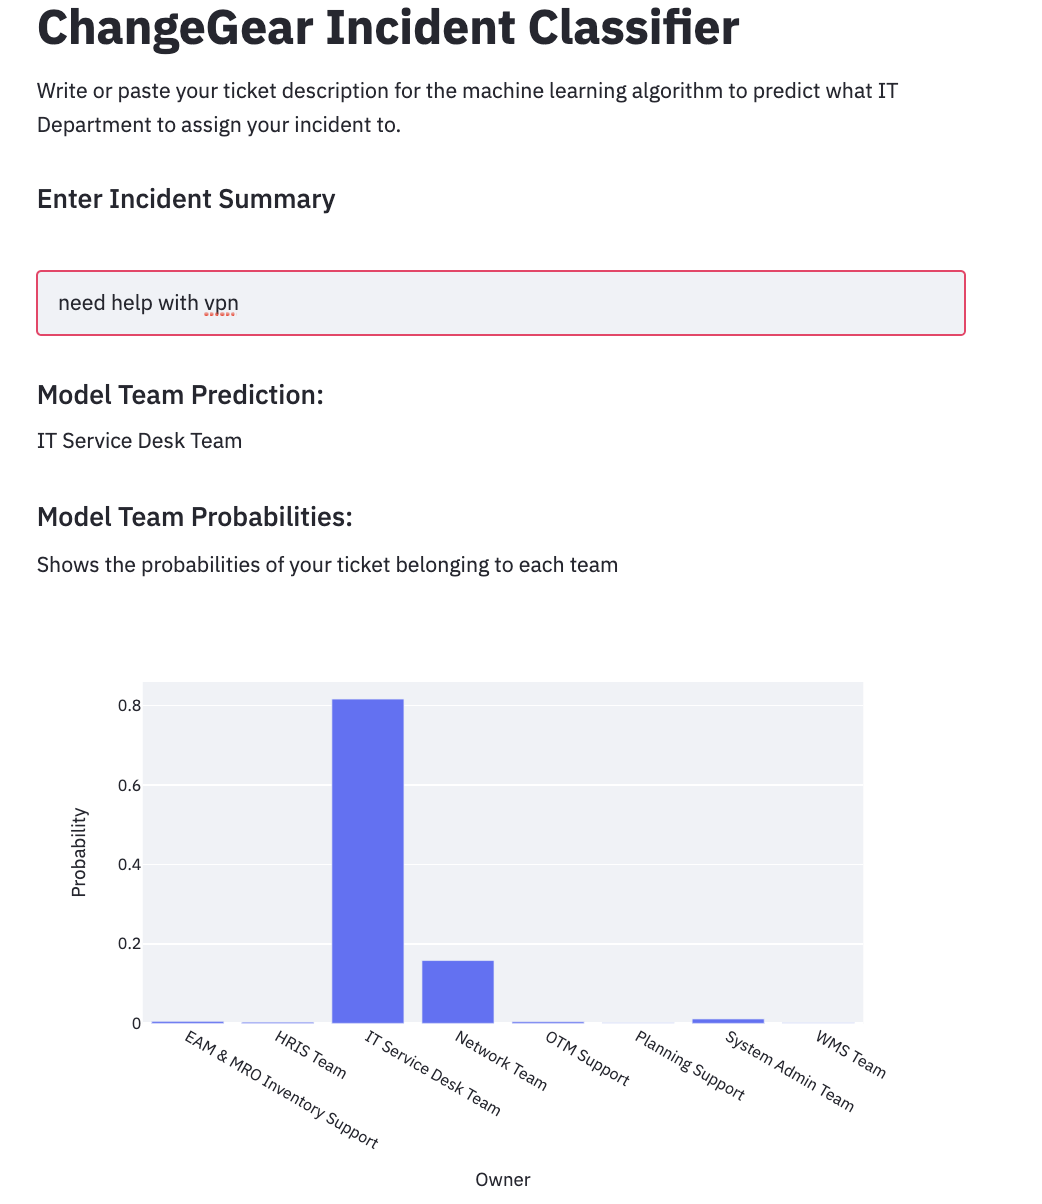 ChangeGear Incident Classifier
Write or paste your ticket description for the machine learning algorithm to predict what IT
Department to assign your incident to.
Enter Incident Summary
need help with vpn
Model Team Prediction:
IT Service Desk Team
Model Team Probabilities:
Shows the probabilities of your ticket belonging to each team
0.8
0.6
0.4
0.2
0
Probability
EAM & MRO Inventory Support
HRIS Team
IT Service Desk Team
Network Team
OTM Support
Planning Support
System Admin Team
WMS Team
Owner